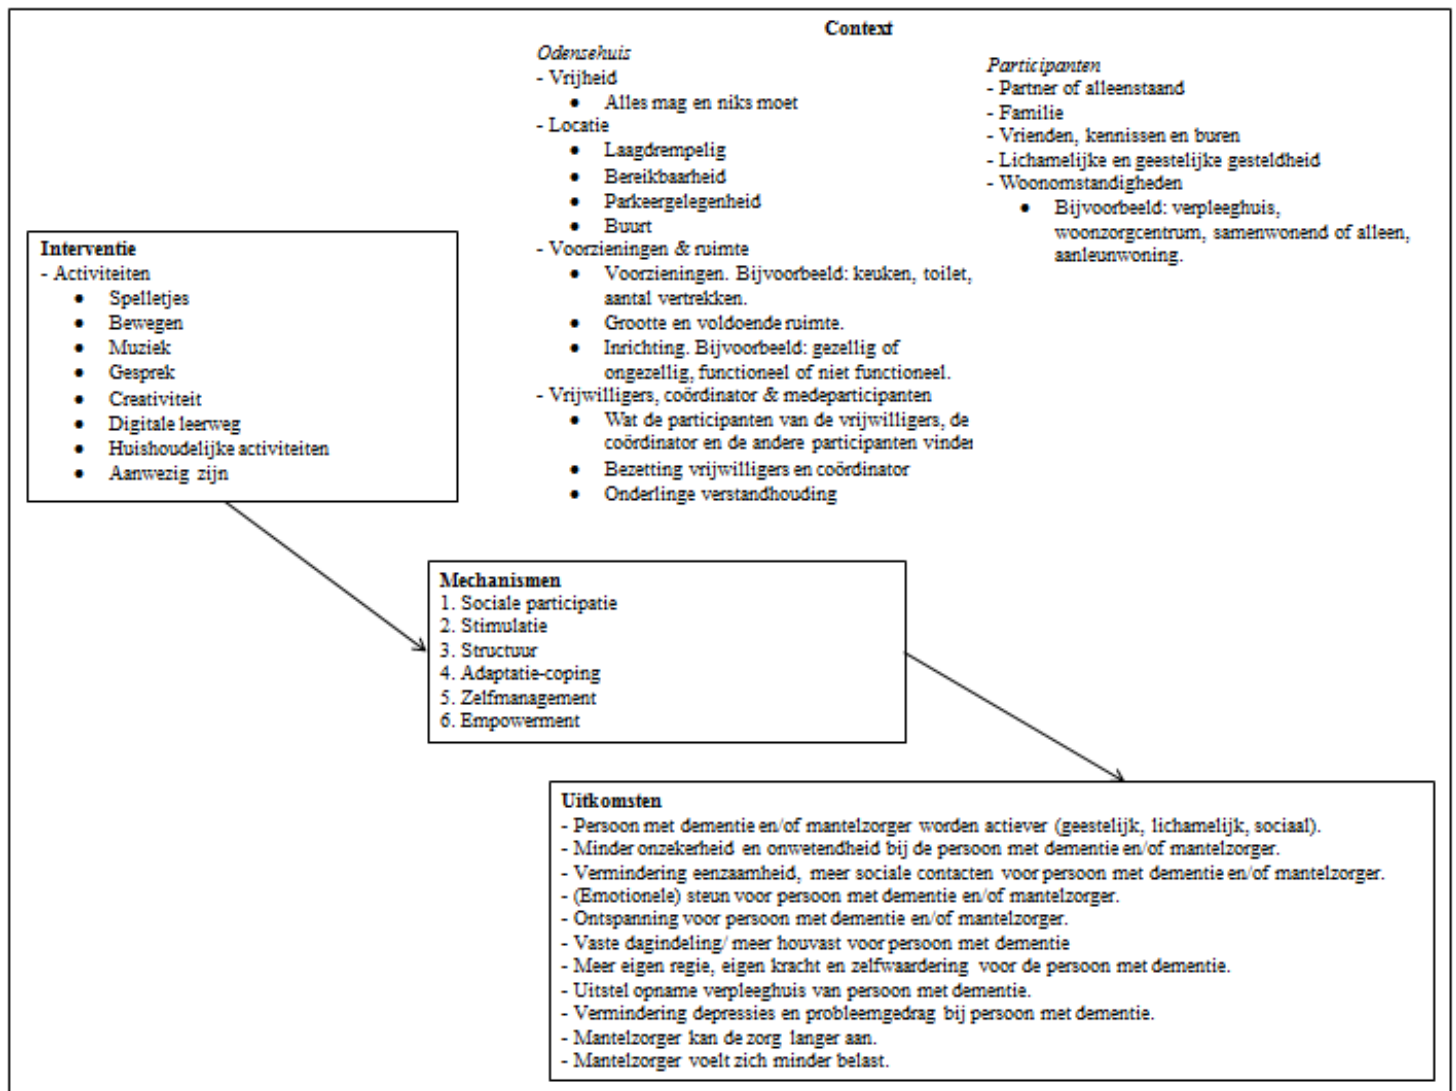 Context
Odensehuis
- Vrijheid
• Alles mag en niks moet
- Locatie
• Laagdrempelig
• Bereikbaarheid
• Parkeergelegenheid
• Buurt
- Voorzieningen & ruimte
• Voorzieningen. Bijvoorbeeld: keuken, toilet,
aantal vertrekken.
• Grootte en voldoende ruimte.
• Inrichting. Bijvoorbeeld: gezellig of
ongezellig, functioneel of niet functioneel.
- Vrijwilligers, coördinator & medeparticipanten
• Wat de participanten van de vrijwilligers, de
coördinator en de andere participanten vinden
• Bezetting vrijwilligers en coördinator
• Onderlinge verstandhouding
Participanten
- Partner of alleenstaand
- Familie
- Vrienden, kennissen en buren
- Lichamelijke en geestelijke gesteldheid
- Woonomstandigheden
• Bijvoorbeeld: verpleeghuis,
woonzorgcentrum, samenwonend of alleen,
aanleunwoning.
Interventie
- Activiteiten
• Spelletjes
• Bewegen
• Muziek
• Gesprek
• Creativiteit
• Digitale leerweg
• Huishoudelijke activiteiten
• Aanwezig zijn
Mechanismen
1. Sociale participatie
2. Stimulatie
3. Structuur
4. Adaptatie-coping
5. Zelfmanagement
6. Empowerment
Uitkomsten
- Persoon met dementie en/of mantelzorger worden actiever (geestelijk, lichamelijk, sociaal).
- Minder onzekerheid en onwetendheid bij de persoon met dementie en/of mantelzorger.
- Vermindering eenzaamheid, meer sociale contacten voor persoon met dementie en/of mantelzorger.
- (Emotionele) steun voor persoon met dementie en/of mantelzorger.
- Ontspanning voor persoon met dementie en/of mantelzorger.
- Vaste dagindeling/ meer houvast voor persoon met dementie
- Meer eigen regie, eigen kracht en zelfwaardering voor de persoon met dementie.
- Uitstel opname verpleeghuis van persoon met dementie.
- Vermindering depressies en probleemgedrag bij persoon met dementie.
- Mantelzorger kan de zorg langer aan.
- Mantelzorger voelt zich minder belast.